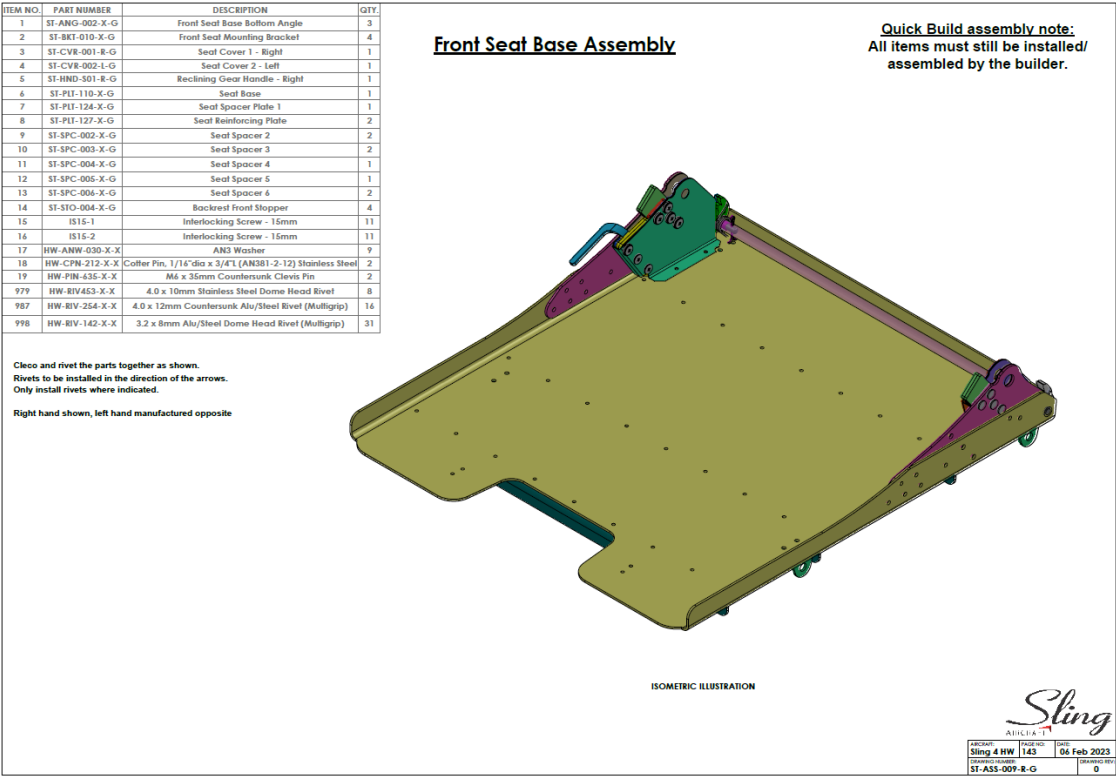 ITEM NO. PART NUMBER DESCRIPTION QTY.
1 ST-ANG-002-X-G Front Seat Base Bottom Angle 3
2 ST-BKT-010-X-G Front Seat Mounting Bracket 4
3 ST-CVR-001-R-G Seat Cover 1 - Right 1
4 ST-CVR-002-L-G Seat Cover 2 - Left 1
5 ST-HND-S01-R-G Reclining Gear Handle - Right 1
6 ST-PLT-110-X-G Seat Base 1
7 ST-PLT-124-X-G Seat Spacer Plate 1 1
8 ST-PLT-127-X-G Seat Reinforcing Plate 2
9 ST-SPC-002-X-G Seat Spacer 2 2
10 ST-SPC-003-X-G Seat Spacer 3 2
11 ST-SPC-004-X-G Seat Spacer 4 1
12 ST-SPC-005-X-G Seat Spacer 5 1
13 ST-SPC-006-X-G Seat Spacer 6 2
14 ST-STO-004-X-G Backrest Front Stopper 4
15 IS15-1 Interlocking Screw - 15mm 11
16 IS15-2 Interlocking Screw - 15mm 11
17 HW-ANW-030-X-X AN3 Washer 9
18 HW-CPN-212-X-X Cotter Pin, 1/16"dia x 3/4"L (AN381-2-12) Stainless Steel 2
19 HW-PIN-635-X-X M6 x 35mm Countersunk Clevis Pin 2
979 HW-RIV453-X-X 4.0 x 10mm Stainless Steel Dome Head Rivet 8
987 HW-RIV-254-X-X 4.0 x 12mm Countersunk Alu/Steel Rivet (Multigrip) 16
998 HW-RIV-142-X-X 3.2 x 8mm Alu/Steel Dome Head Rivet (Multigrip) 31
Front Seat Base Assembly
Quick Build assembly note:
All items must still be installed/
assembled by the builder.
Cleco and rivet the parts together as shown.
Rivets to be installed in the direction of the arrows.
Only install rivets where indicated.
Right hand shown, left hand manufactured opposite
ISOMETRIC ILLUSTRATION
Sling
AIRCRAFT
AIRCRAFT: PAGE NO: DATE:
Sling 4 HW 143 06 Feb 2023
DRAWING NUMBER: DRAWING REV:
ST-ASS-009-R-G 0